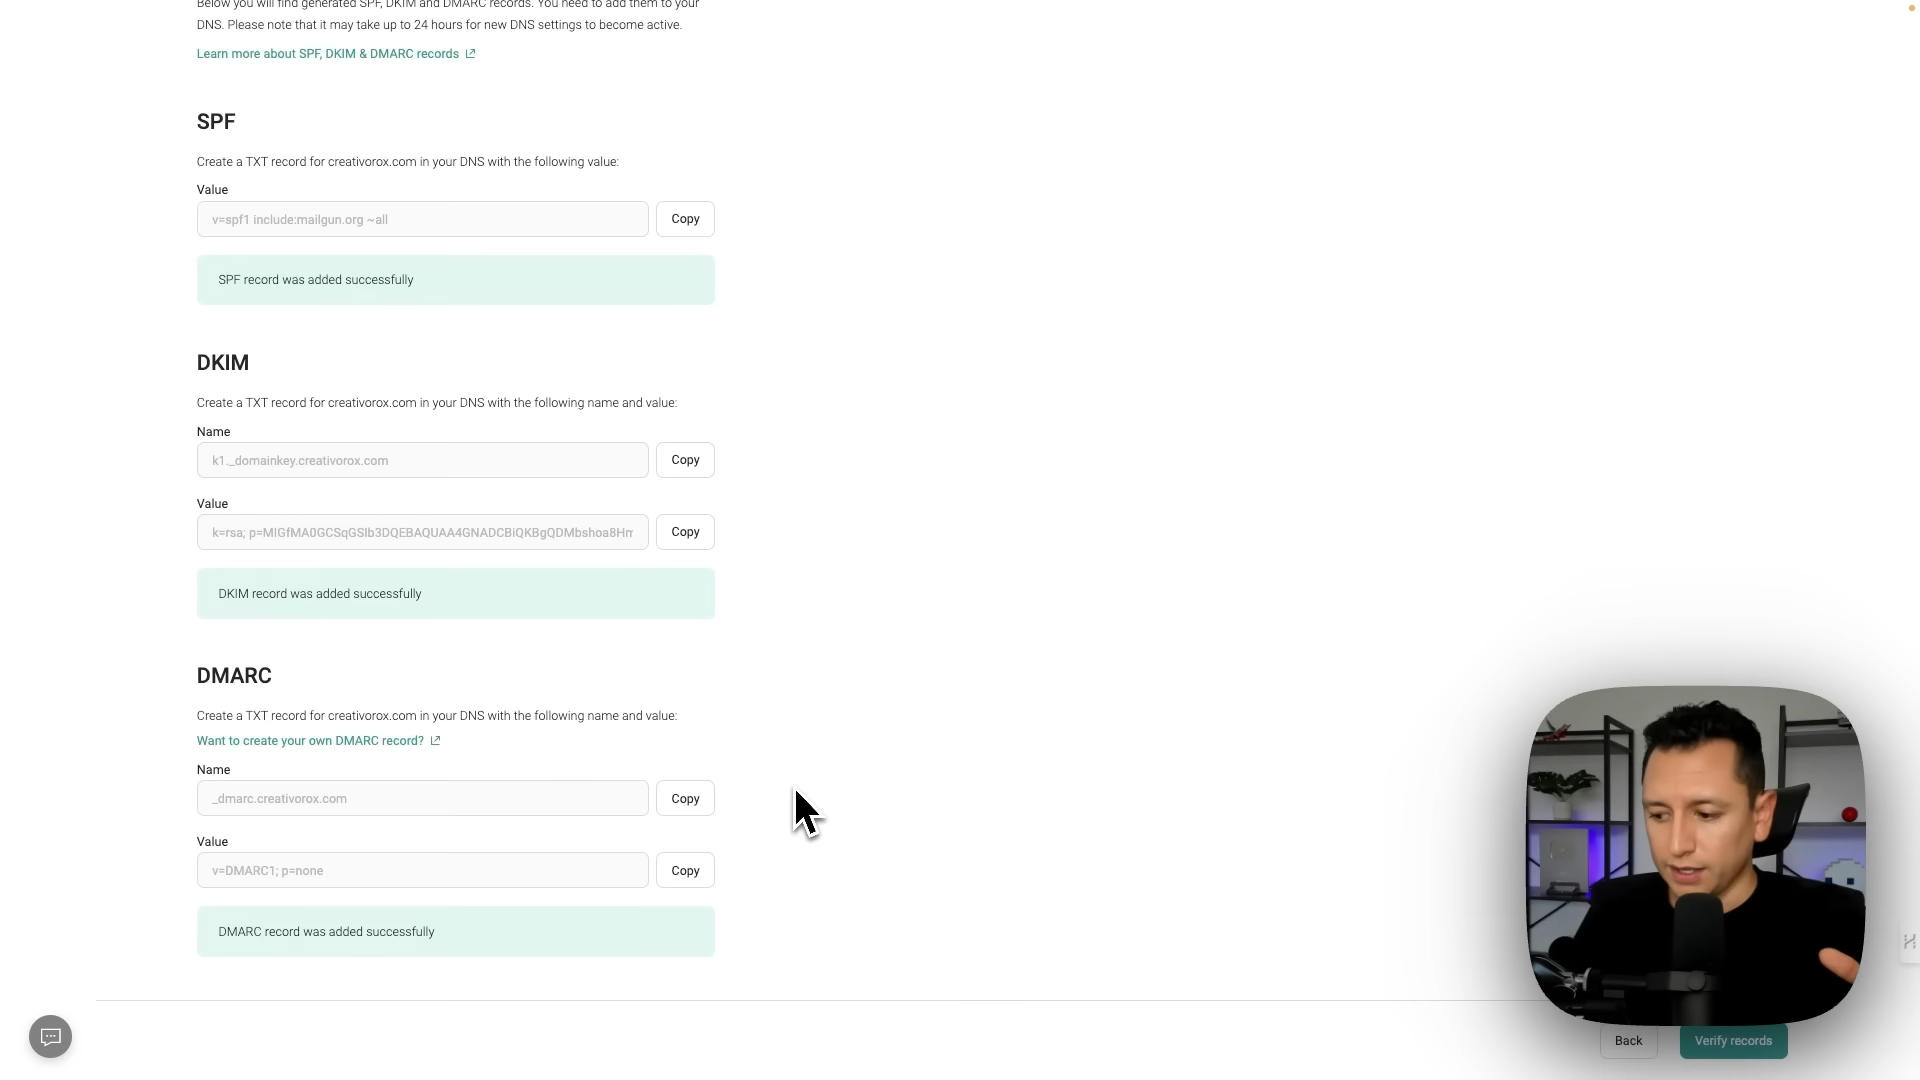 Below you will find generated SPF, DKIM and DMARC records. You need to add them to your
DNS. Please note that it may take up to 24 hours for new DNS settings to become active.
Learn more about SPF, DKIM & DMARC records
SPF
Create a TXT record for creativorox.com in your DNS with the following value:
Value
v=spf1 include:mailgun.org ~all
Copy
SPF record was added successfully
DKIM
Create a TXT record for creativorox.com in your DNS with the following name and value:
Name
k1._domainkey.creativorox.com
Copy
Value
k=rsa; p=MIGfMA0GCSqGSIb3DQEBAQUAA4GNADCBiQKBgQDMbshoa8Hm
Copy
DKIM record was added successfully
DMARC
Create a TXT record for creativorox.com in your DNS with the following name and value:
Want to create your own DMARC record?
Name
_dmarc.creativorox.com
Copy
Value
v=DMARC1; p=none
Copy
DMARC record was added successfully
Back
Verify records